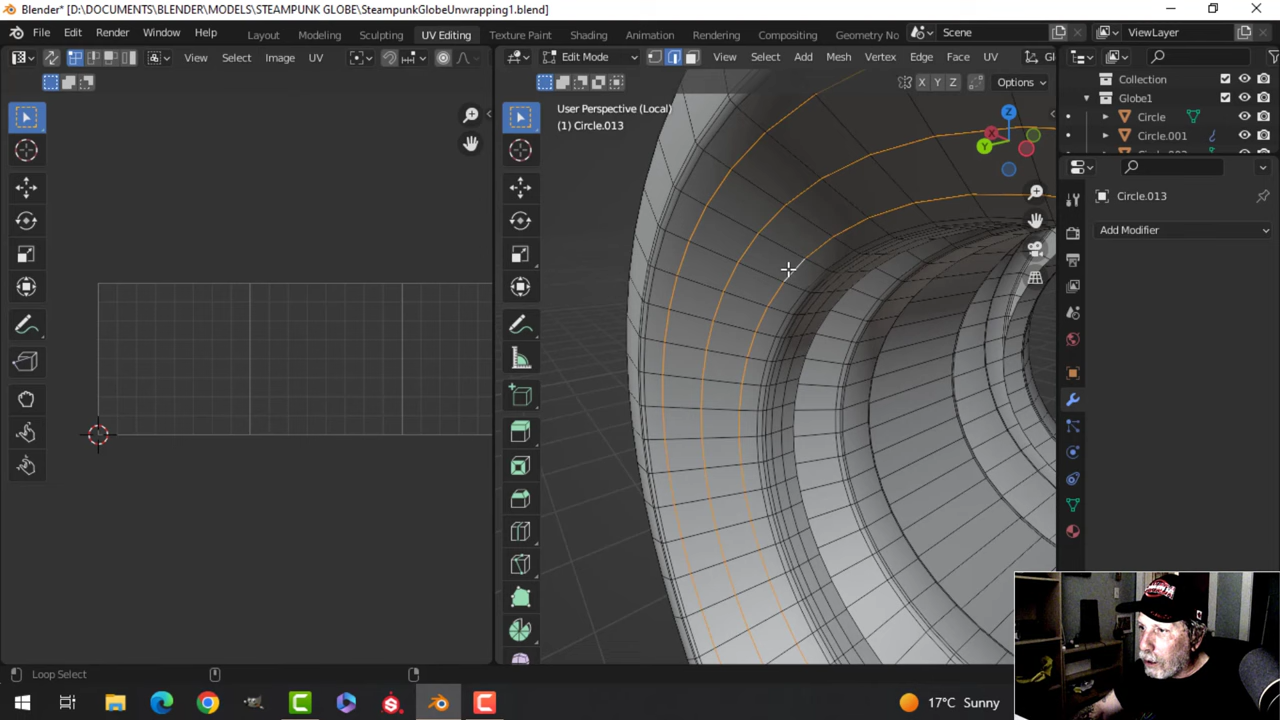 Blender* [D:\DOCUMENTS\BLENDER\MODELS\STEAMPUNK GLOBE\SteampunkGlobeUnwrapping1.blend]
File Edit Render Window Help Layout Modeling Sculpting UV Editing Texture Paint Shading Animation Rendering Compositing Geometry No Scene ViewLayer
View Select Image UV Edit Mode View Select Add Mesh Vertex Edge Face UV Gl
X Y Z Options
Collection
Globe1
Circle
Circle.001
User Perspective (Local)
(1) Circle.013
Z
Y
Circle.013
Add Modifier
Loop Select
17°C Sunny